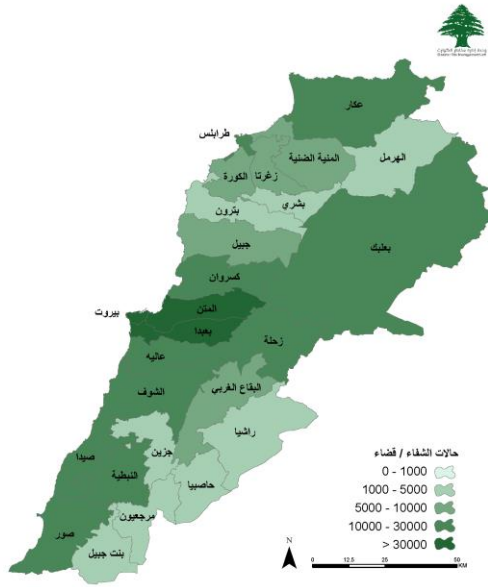 عكار
طرابلس
الهرمل
المنية الضنية
زغرتا
الكورة
بشري
بترون
جبيل
بعلبك
كسروان
المتن
بيروت
بعبدا
زحلة
عاليه
الشوف
البقاع الغربي
راشيا
جزين
صيدا
النبطية
حاصبيا
مرجعيون
صور
بنت جبيل
حالات الشفاء / قضاء
0 - 1000
1000 - 5000
5000 - 10000
10000 - 30000
> 30000
N
0 12.5 25 50
KM